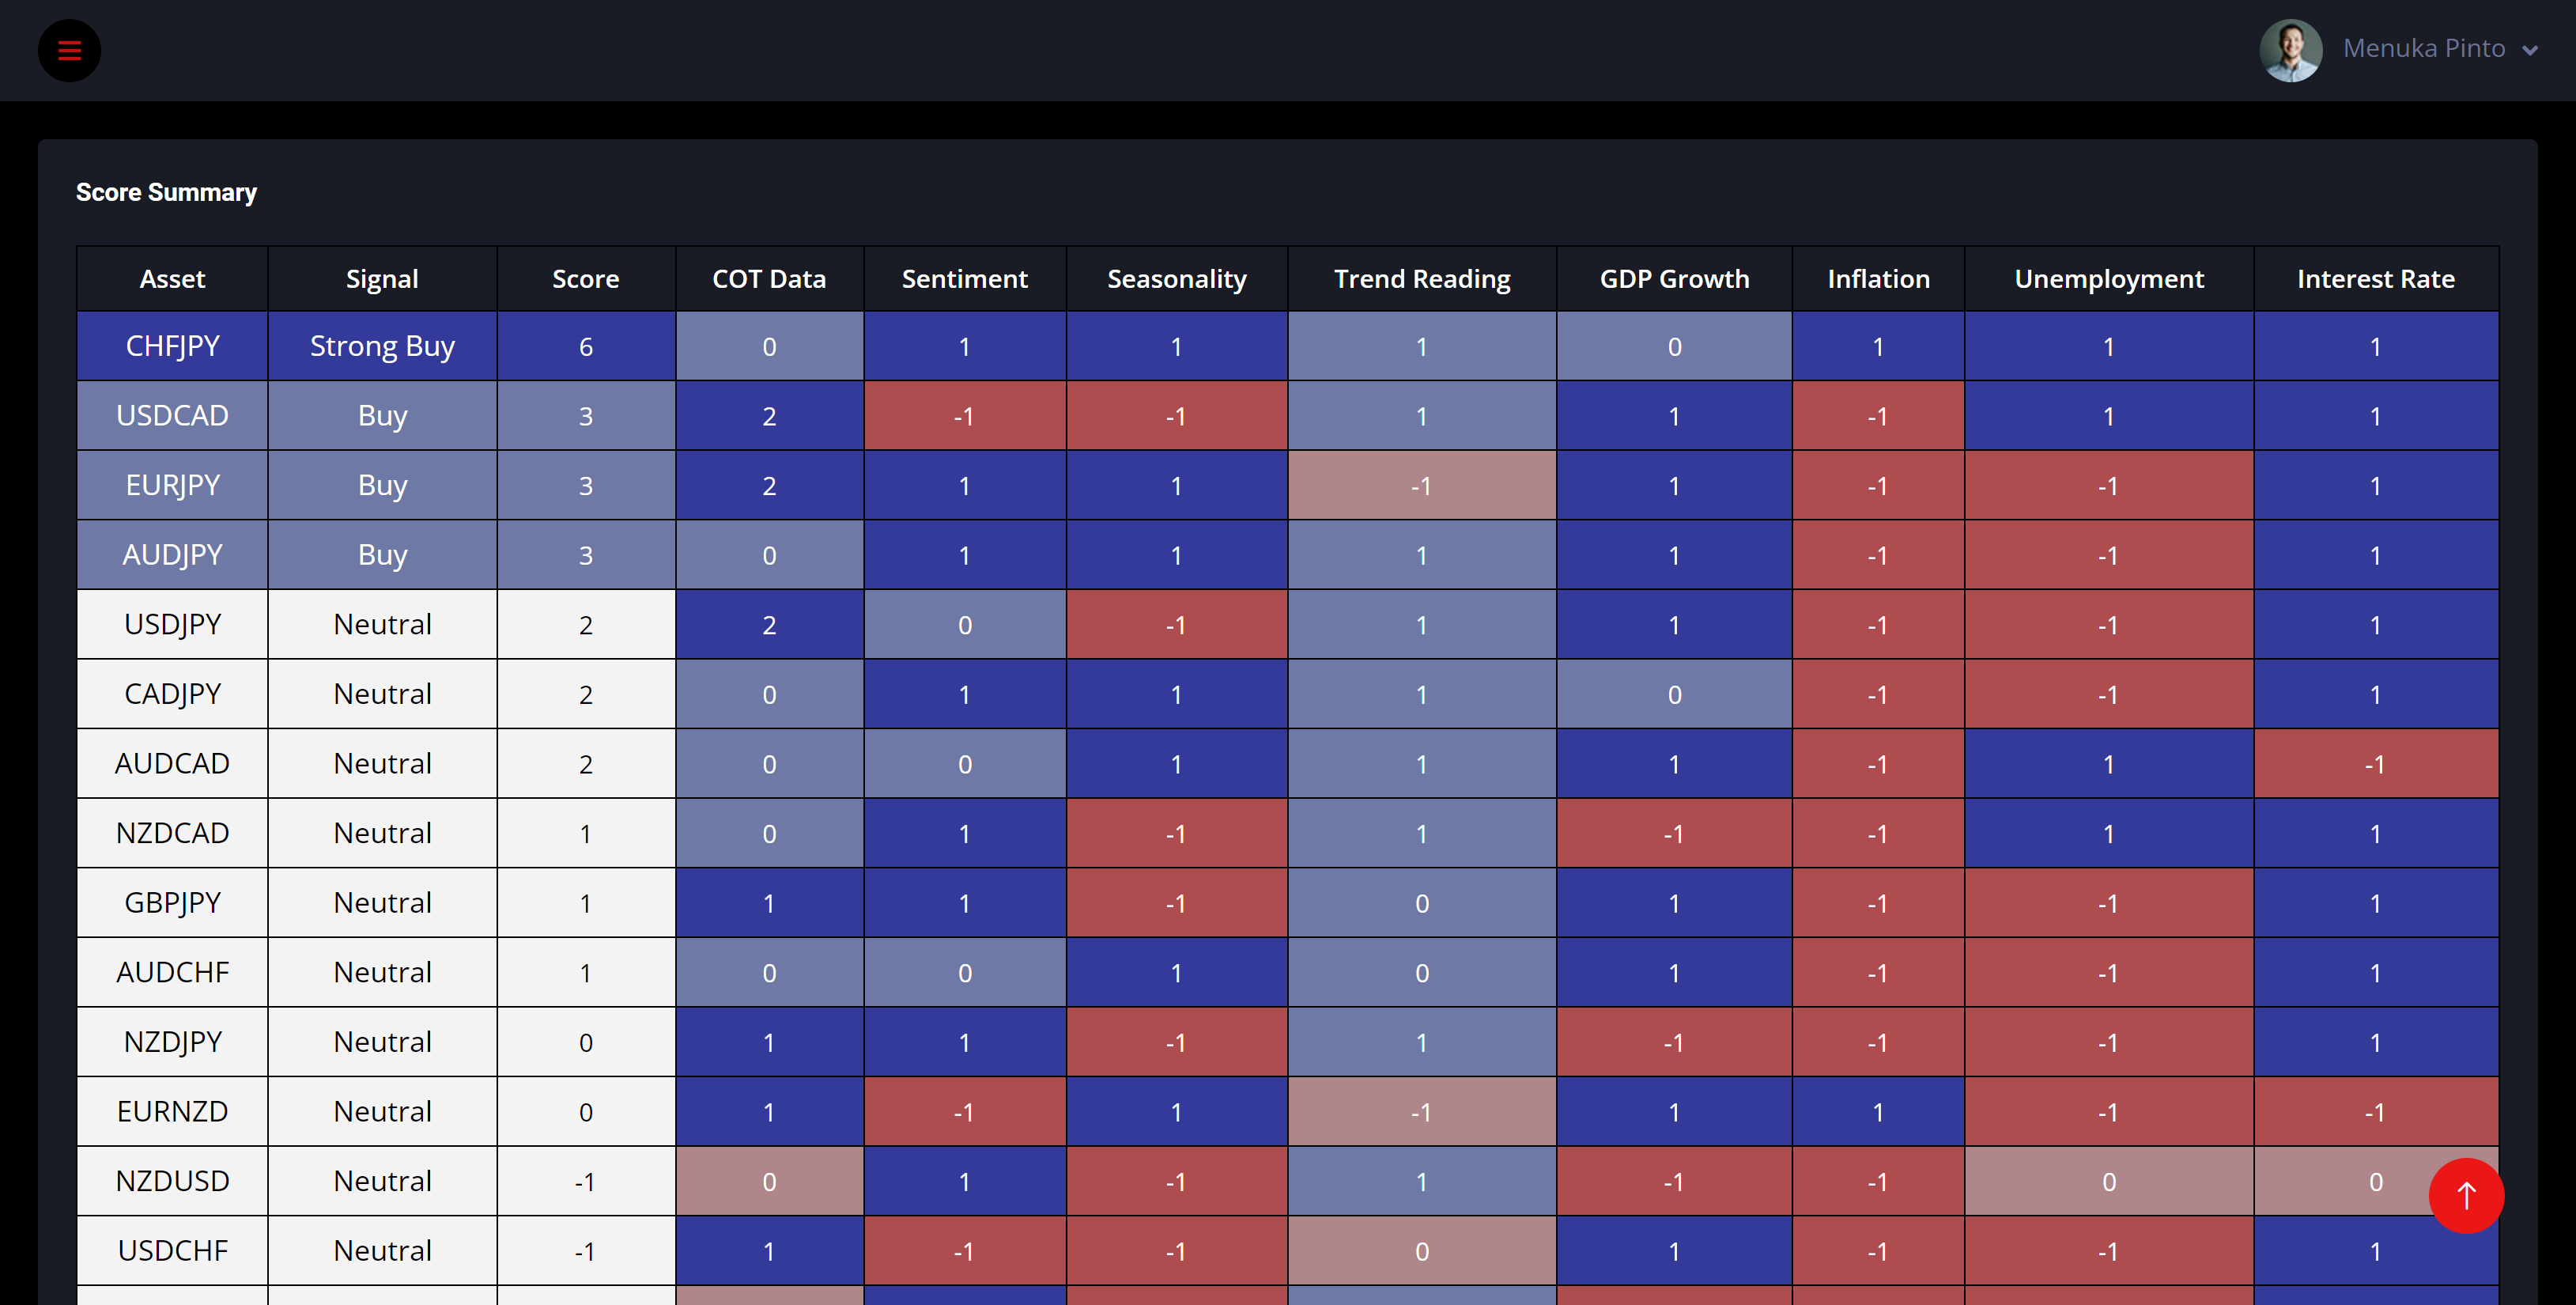 Menuka Pinto
Score Summary
Asset Signal Score COT Data Sentiment Seasonality Trend Reading GDP Growth Inflation Unemployment Interest Rate
CHFJPY Strong Buy 6 0 1 1 1 0 1 1 1
USDCAD Buy 3 2 -1 -1 1 1 -1 1 1
EURJPY Buy 3 2 1 1 -1 1 -1 -1 1
AUDJPY Buy 3 0 1 1 1 1 -1 -1 1
USDJPY Neutral 2 2 0 -1 1 1 -1 -1 1
CADJPY Neutral 2 0 1 1 1 0 -1 -1 1
AUDCAD Neutral 2 0 0 1 1 1 -1 1 -1
NZDCAD Neutral 1 0 1 -1 1 -1 -1 1 1
GBPJPY Neutral 1 1 1 -1 0 1 -1 -1 1
AUDCHF Neutral 1 0 0 1 0 1 -1 -1 1
NZDJPY Neutral 0 1 1 -1 1 -1 -1 -1 1
EURNZD Neutral 0 1 -1 1 -1 1 1 -1 -1
NZDUSD Neutral -1 0 1 -1 1 -1 -1 0 0
USDCHF Neutral -1 1 -1 -1 0 1 -1 -1 1